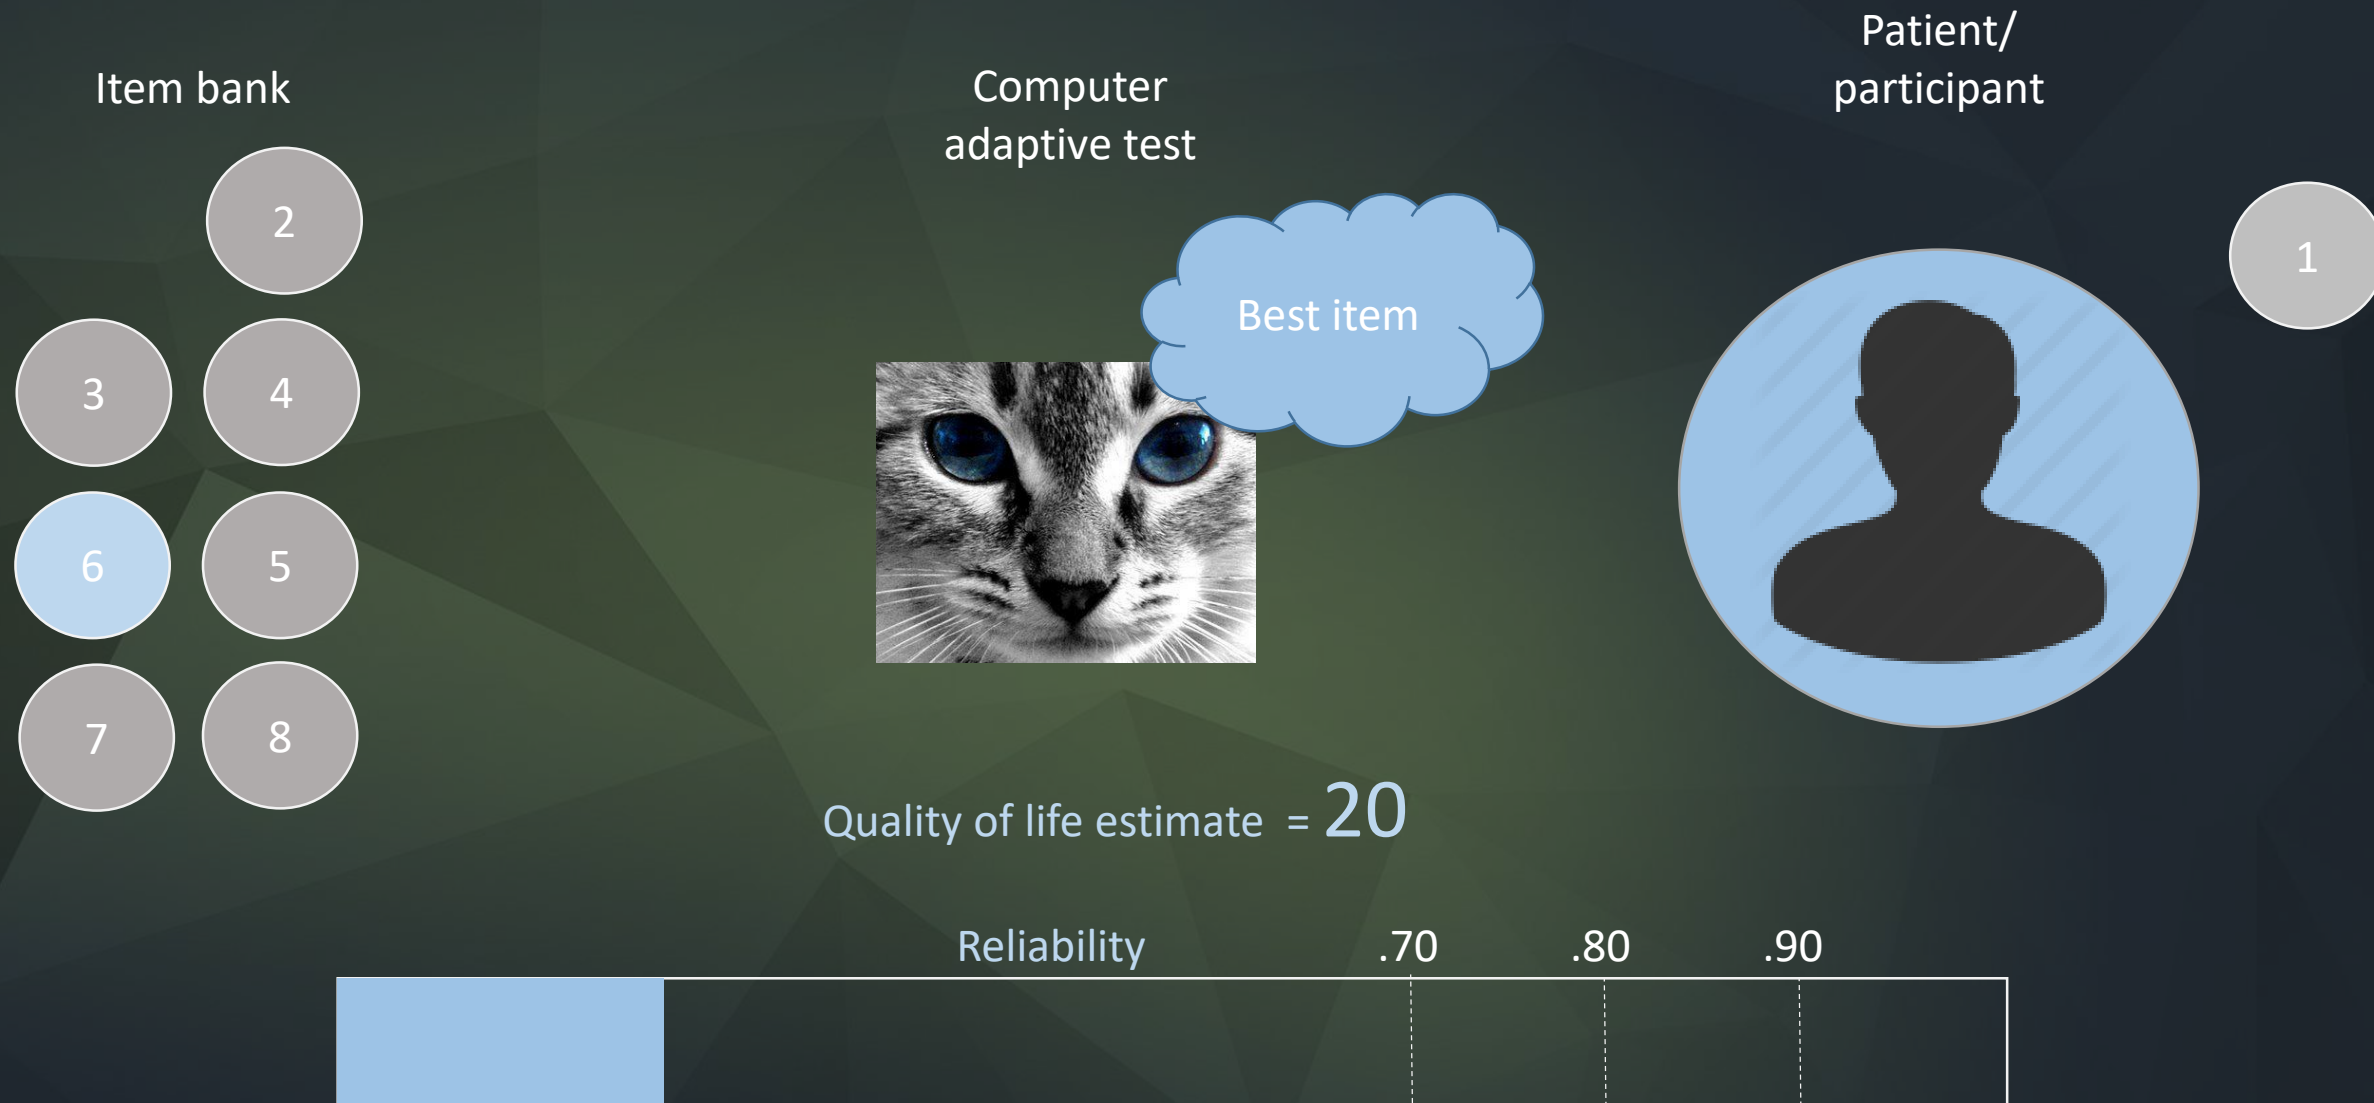 Patient/
participant
Item bank
Computer
adaptive test
2
1
Best item
3
4
6
5
7
8
Quality of life estimate = 20
Reliability
.70
.80
.90